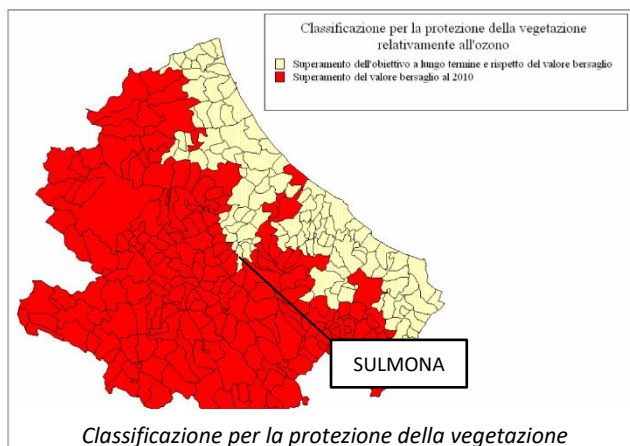 Classificazione per la protezione della vegetazione
relativamente all'ozono
Superamento dell'obiettivo a lungo termine e rispetto del valore bersaglio
Superamento del valore bersaglio al 2010
SULMONA
Classificazione per la protezione della vegetazione